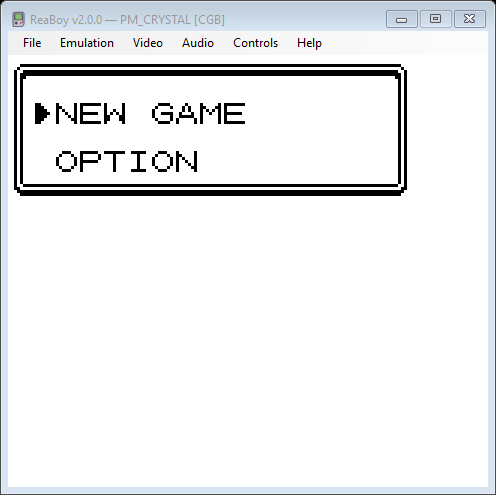 ReaBoy v2.0.0 — PM_CRYSTAL [CGB]
File Emulation Video Audio Controls Help
▶NEW GAME
OPTION